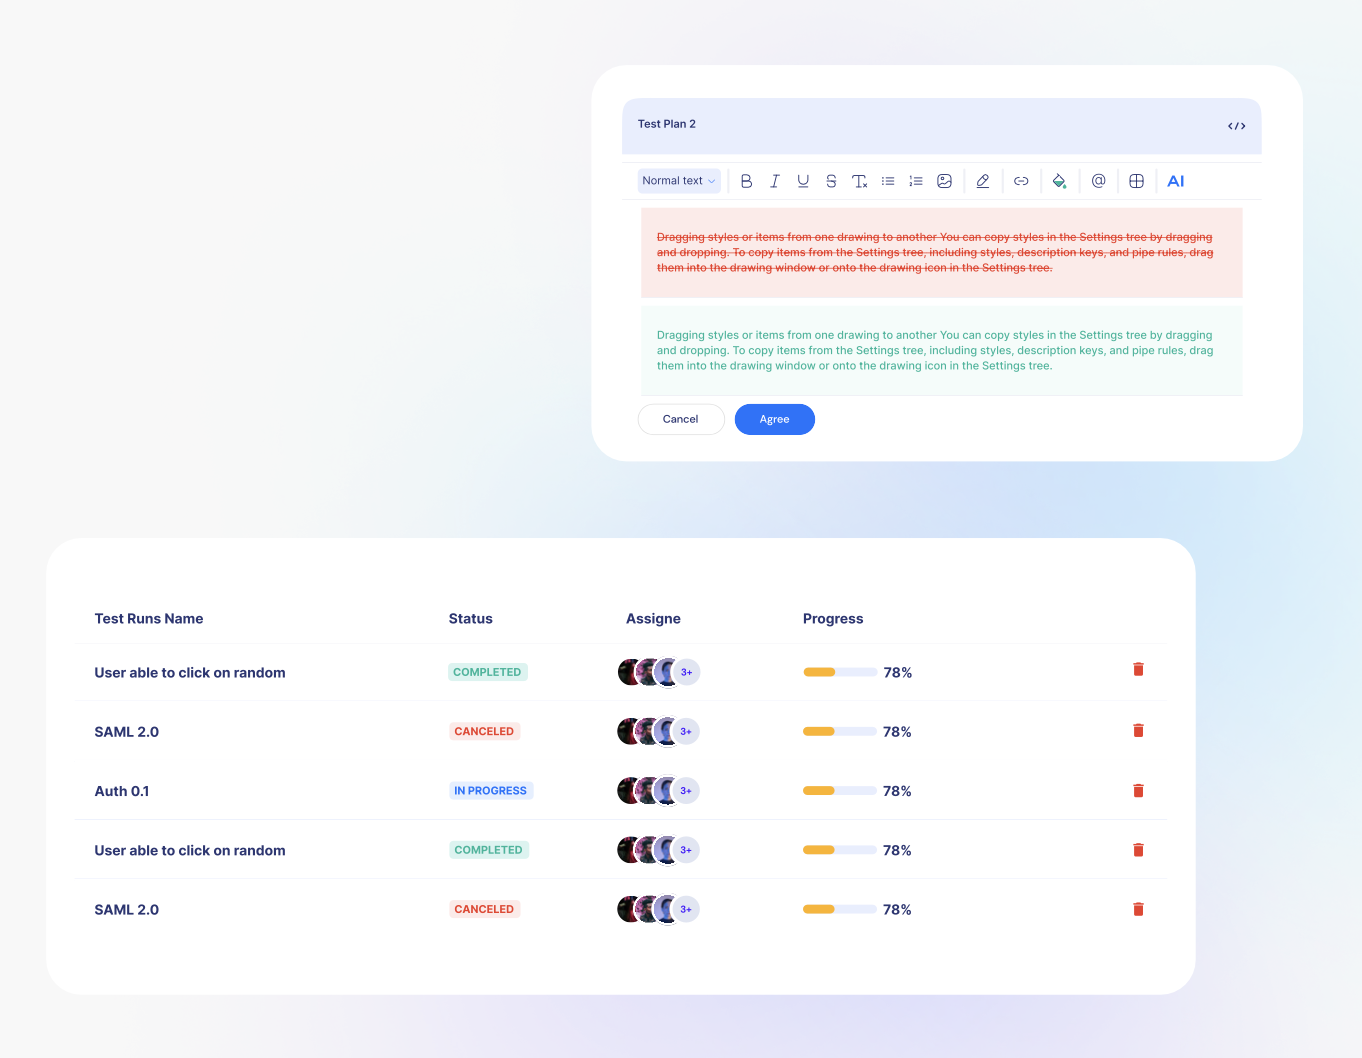 Test Plan 2 </>
Normal text AI
Dragging styles or items from one drawing to another You can copy styles in the Settings tree by dragging
and dropping. To copy items from the Settings tree, including styles, description keys, and pipe rules, drag
them into the drawing window or onto the drawing icon in the Settings tree.
Dragging styles or items from one drawing to another You can copy styles in the Settings tree by dragging
and dropping. To copy items from the Settings tree, including styles, description keys, and pipe rules, drag
them into the drawing window or onto the drawing icon in the Settings tree.
Cancel Agree
Test Runs Name Status Assigne Progress
User able to click on random COMPLETED 3+ 78%
SAML 2.0 CANCELED 3+ 78%
Auth 0.1 IN PROGRESS 3+ 78%
User able to click on random COMPLETED 3+ 78%
SAML 2.0 CANCELED 3+ 78%